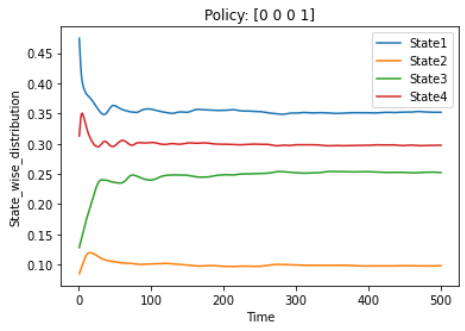 Policy: [0 0 0 1]
State_wise_distribution
0.45
0.40
0.35
0.30
0.25
0.20
0.15
0.10
State1
State2
State3
State4
0
100
200
300
400
500
Time